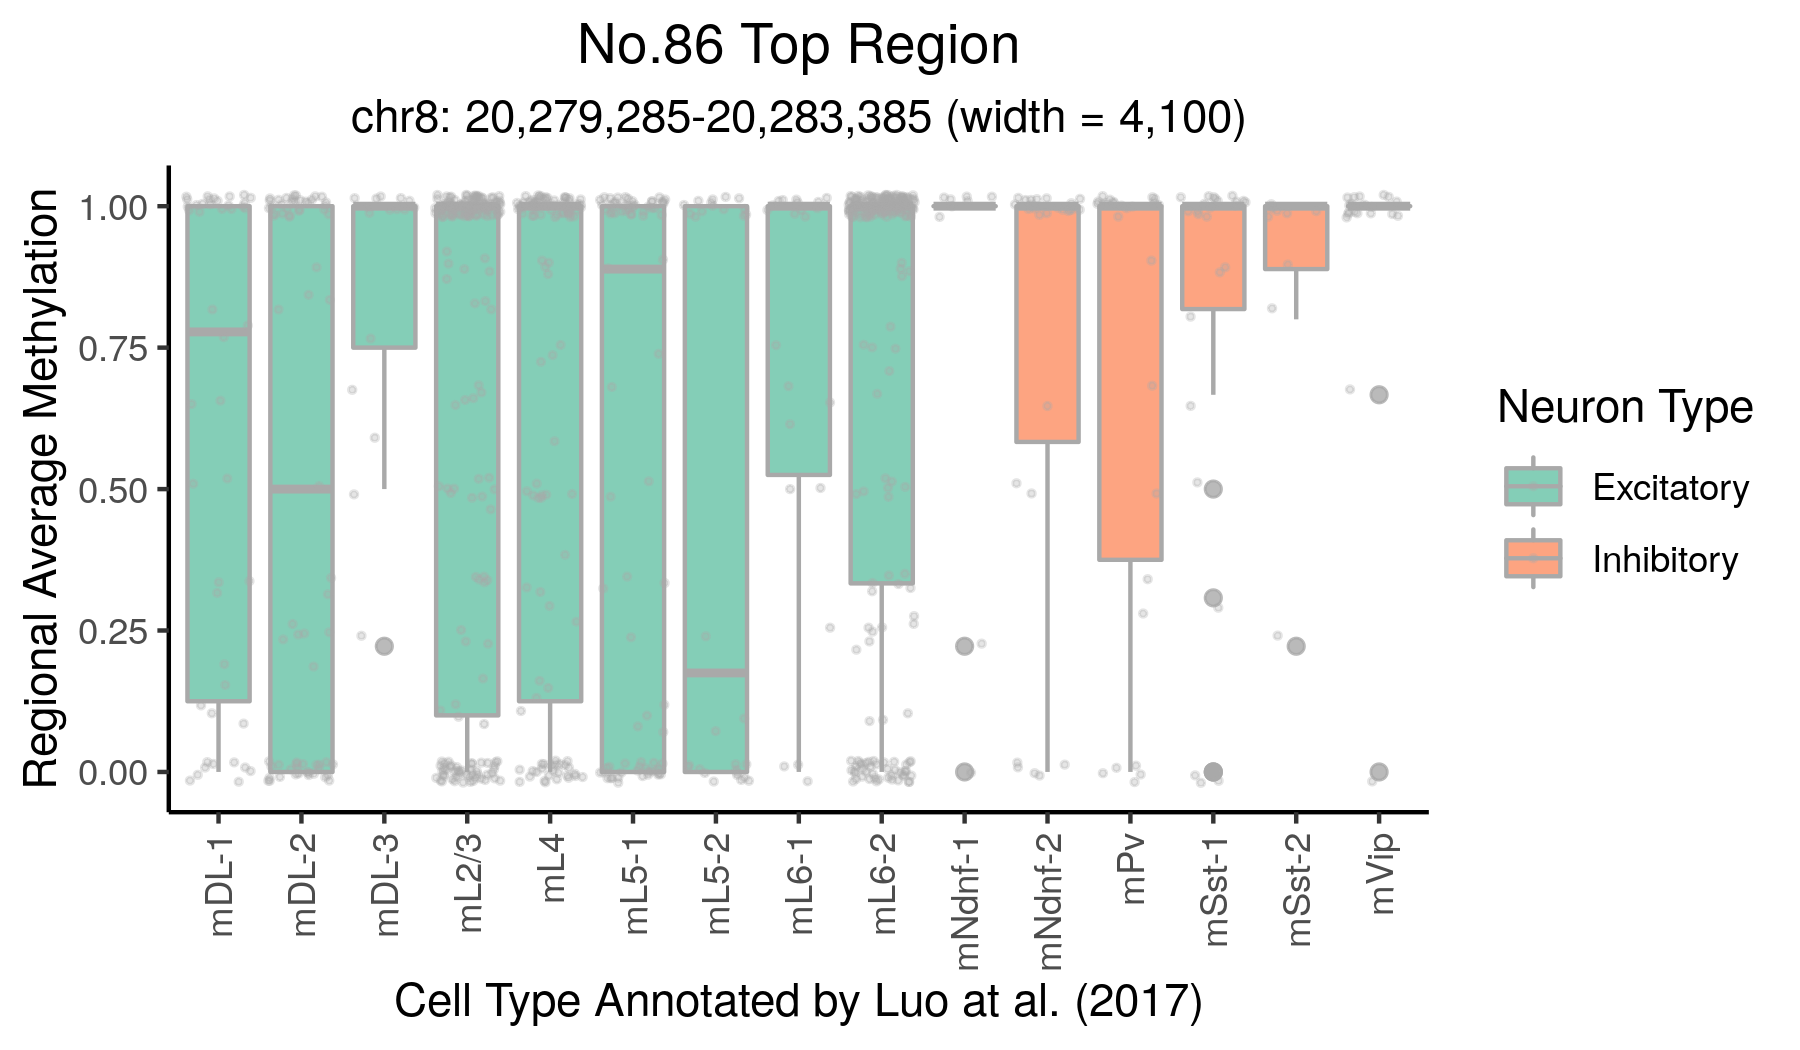 No.86 Top Region
chr8: 20,279,285-20,283,385 (width = 4,100)
Regional Average Methylation
1.00
0.75
0.50
0.25
0.00
mDL-1
mDL-2
mDL-3
mL2/3
mL4
mL5-1
mL5-2
mL6-1
mL6-2
mNdnf-1
mNdnf-2
mPv
mSst-1
mSst-2
mVip
Cell Type Annotated by Luo at al. (2017)
Neuron Type
Excitatory
Inhibitory